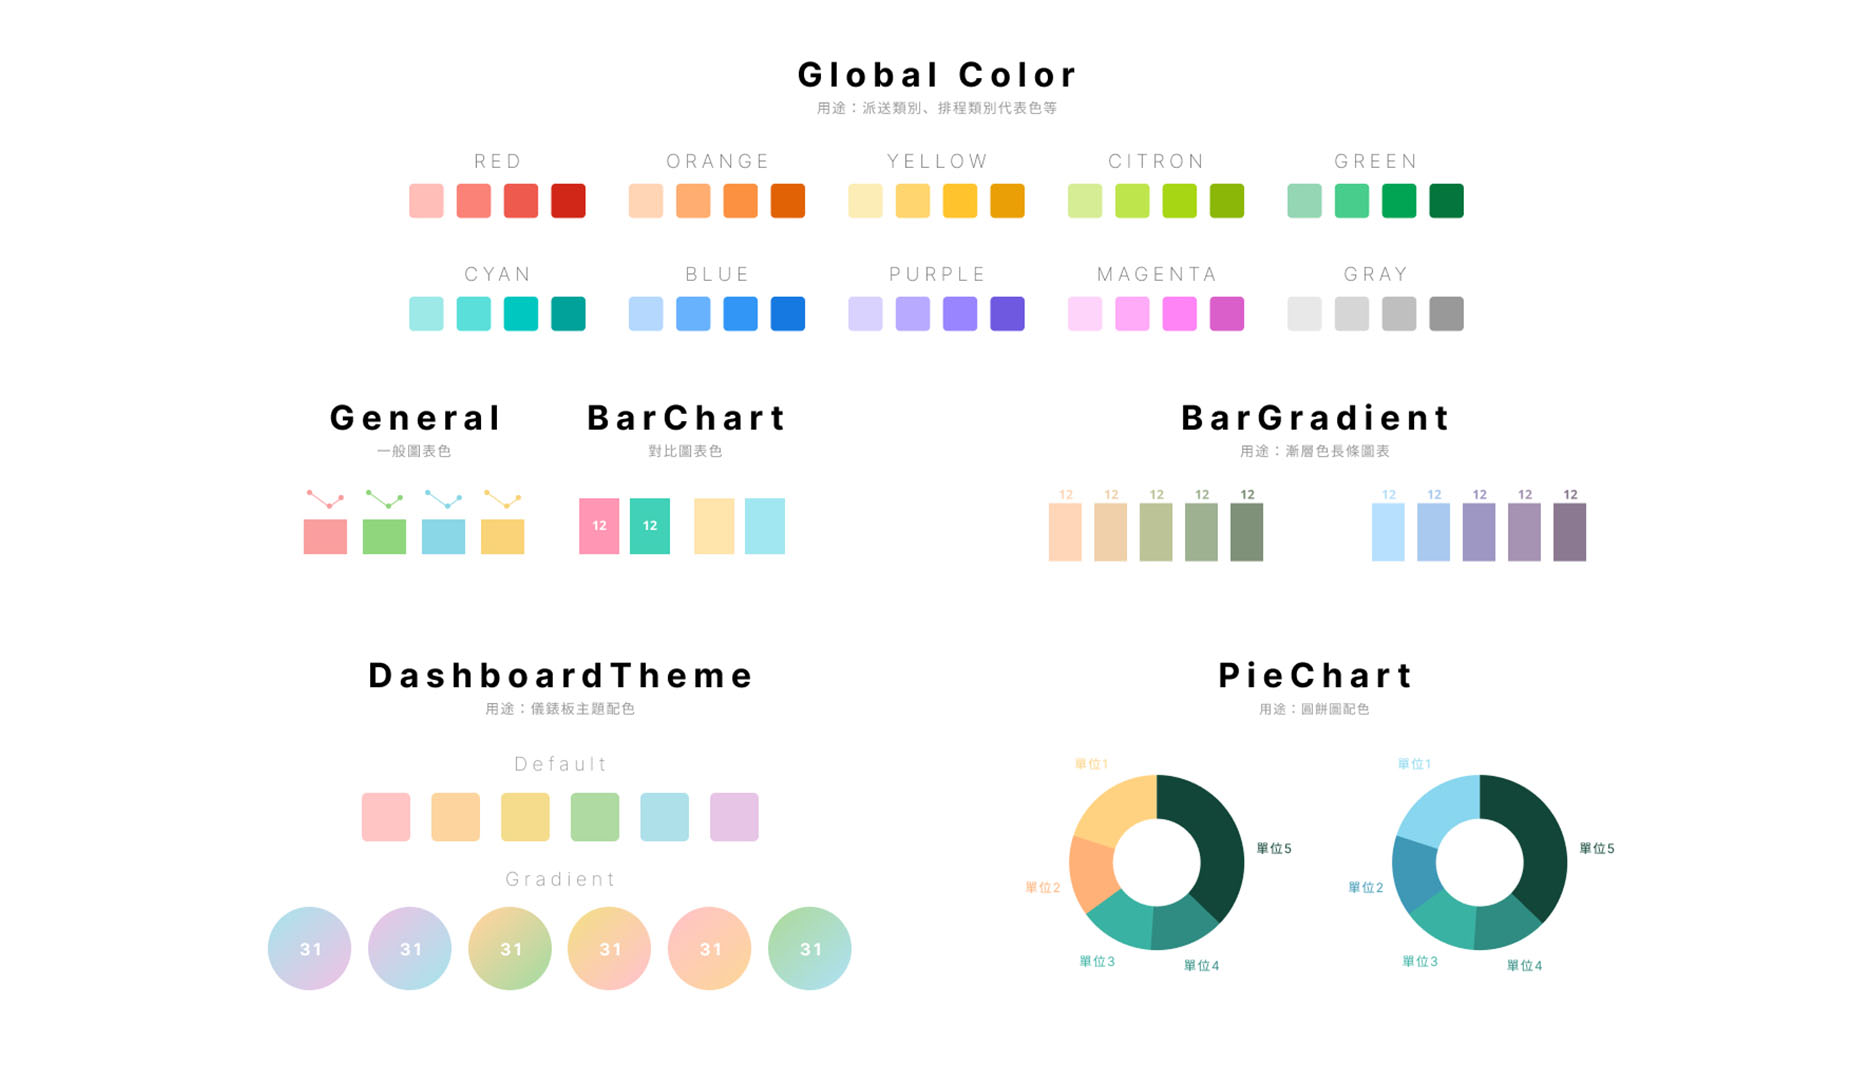 Global Color
用途：派送類別、排程類別代表色等
RED
ORANGE
YELLOW
CITRON
GREEN
CYAN
BLUE
PURPLE
MAGENTA
GRAY
General
一般圖表色
BarChart
對比圖表色
12
12
BarGradient
用途：漸層色長條圖表
12
12
12
12
12
12
12
12
12
12
DashboardTheme
用途：儀錶板主題配色
Default
Gradient
31
31
31
31
31
31
PieChart
用途：圓餅圖配色
單位1
單位5
單位2
單位3
單位4
單位1
單位5
單位2
單位3
單位4